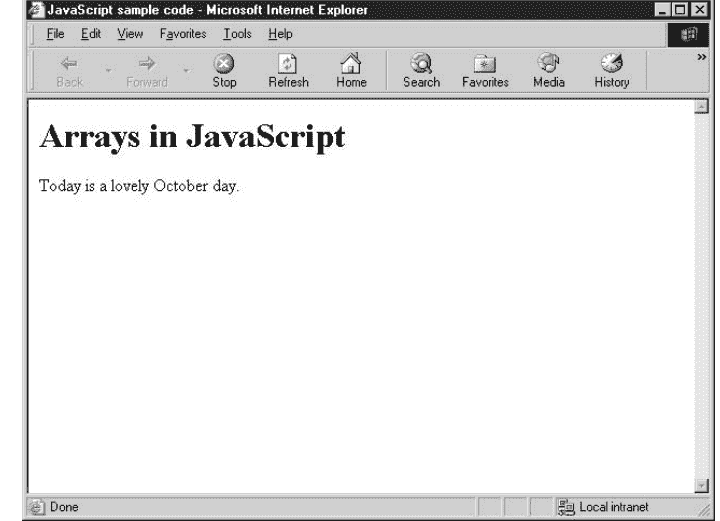 JavaScript sample code - Microsoft Internet Explorer
File Edit View Favorites Tools Help
Back Forward Stop Refresh Home Search Favorites Media History »
Arrays in JavaScript
Today is a lovely October day.
Done Local intranet